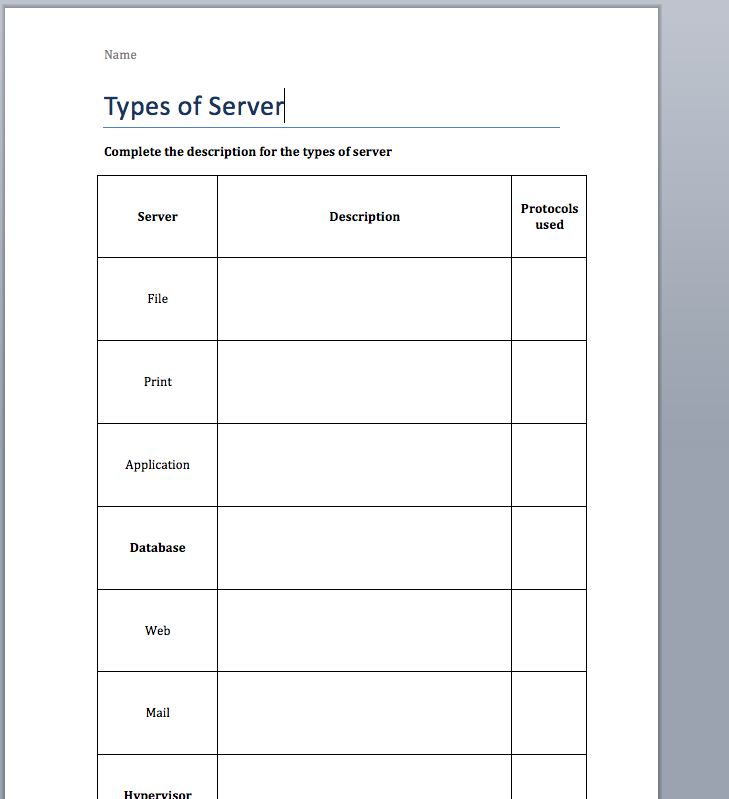 Name
Types of Server
Complete the description for the types of server
Server Description Protocols used
File
Print
Application
Database
Web
Mail
Hypervisor